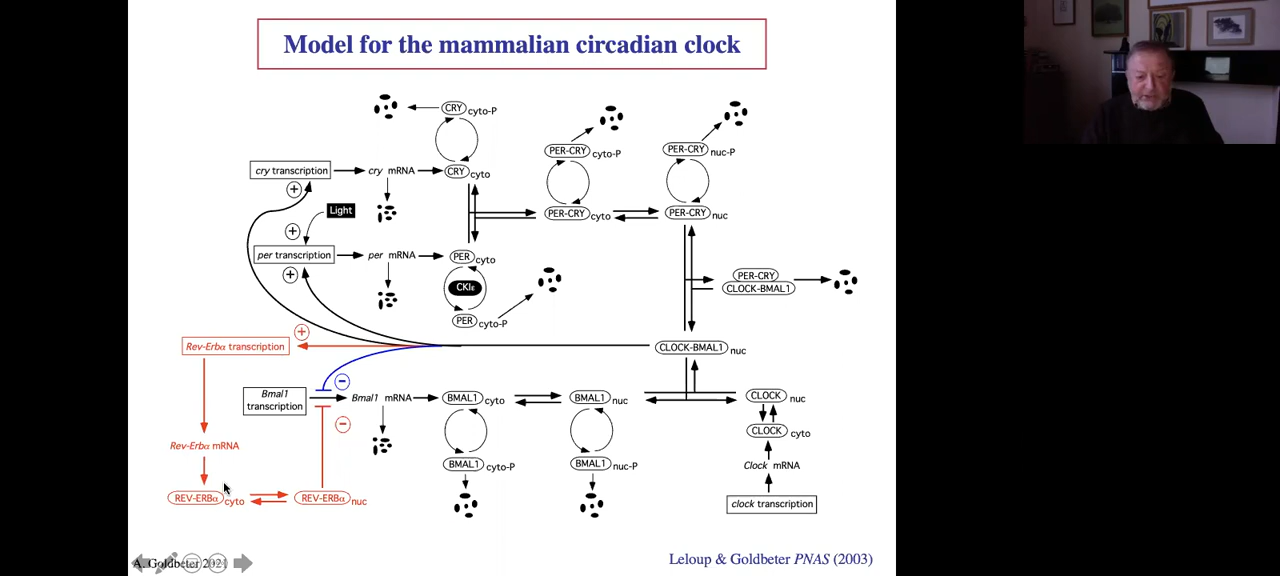 Model for the mammalian circadian clock
CRY cyto-P
cry transcription
cry mRNA
CRY cyto
PER-CRY cyto-P
PER-CRY nuc-P
+
Light
PER-CRY cyto
PER-CRY nuc
+
per transcription
per mRNA
PER cyto
+
CKIε
PER-CRY
CLOCK-BMAL1
PER cyto-P
+
Rev-Erbα transcription
CLOCK-BMAL1 nuc
−
Bmal1
transcription
Bmal1 mRNA
BMAL1 cyto
BMAL1 nuc
CLOCK nuc
−
CLOCK cyto
Rev-Erbα mRNA
BMAL1 cyto-P
BMAL1 nuc-P
Clock mRNA
REV-ERBα cyto
REV-ERBα nuc
clock transcription
A. Goldbeter 2021
Leloup & Goldbeter PNAS (2003)